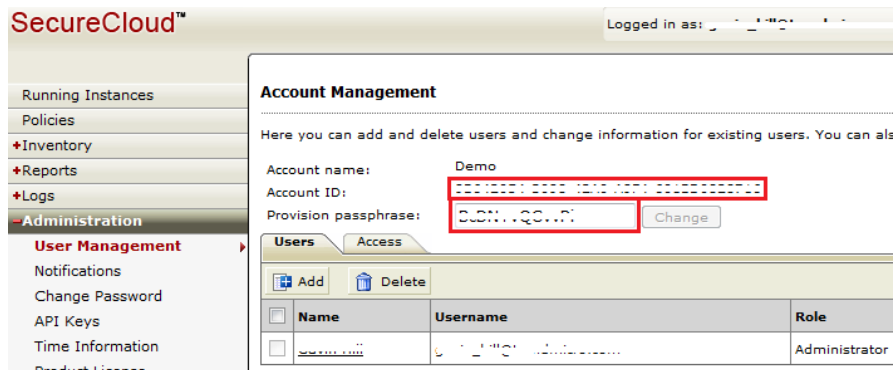 SecureCloud™
Logged in as:
Running Instances
Policies
+Inventory
+Reports
+Logs
-Administration
User Management
Notifications
Change Password
API Keys
Time Information
Account Management
Here you can add and delete users and change information for existing users. You can
Account name: Demo
Account ID:
Provision passphrase:
Change
Users Access
Add Delete
Name Username Role
Administrator